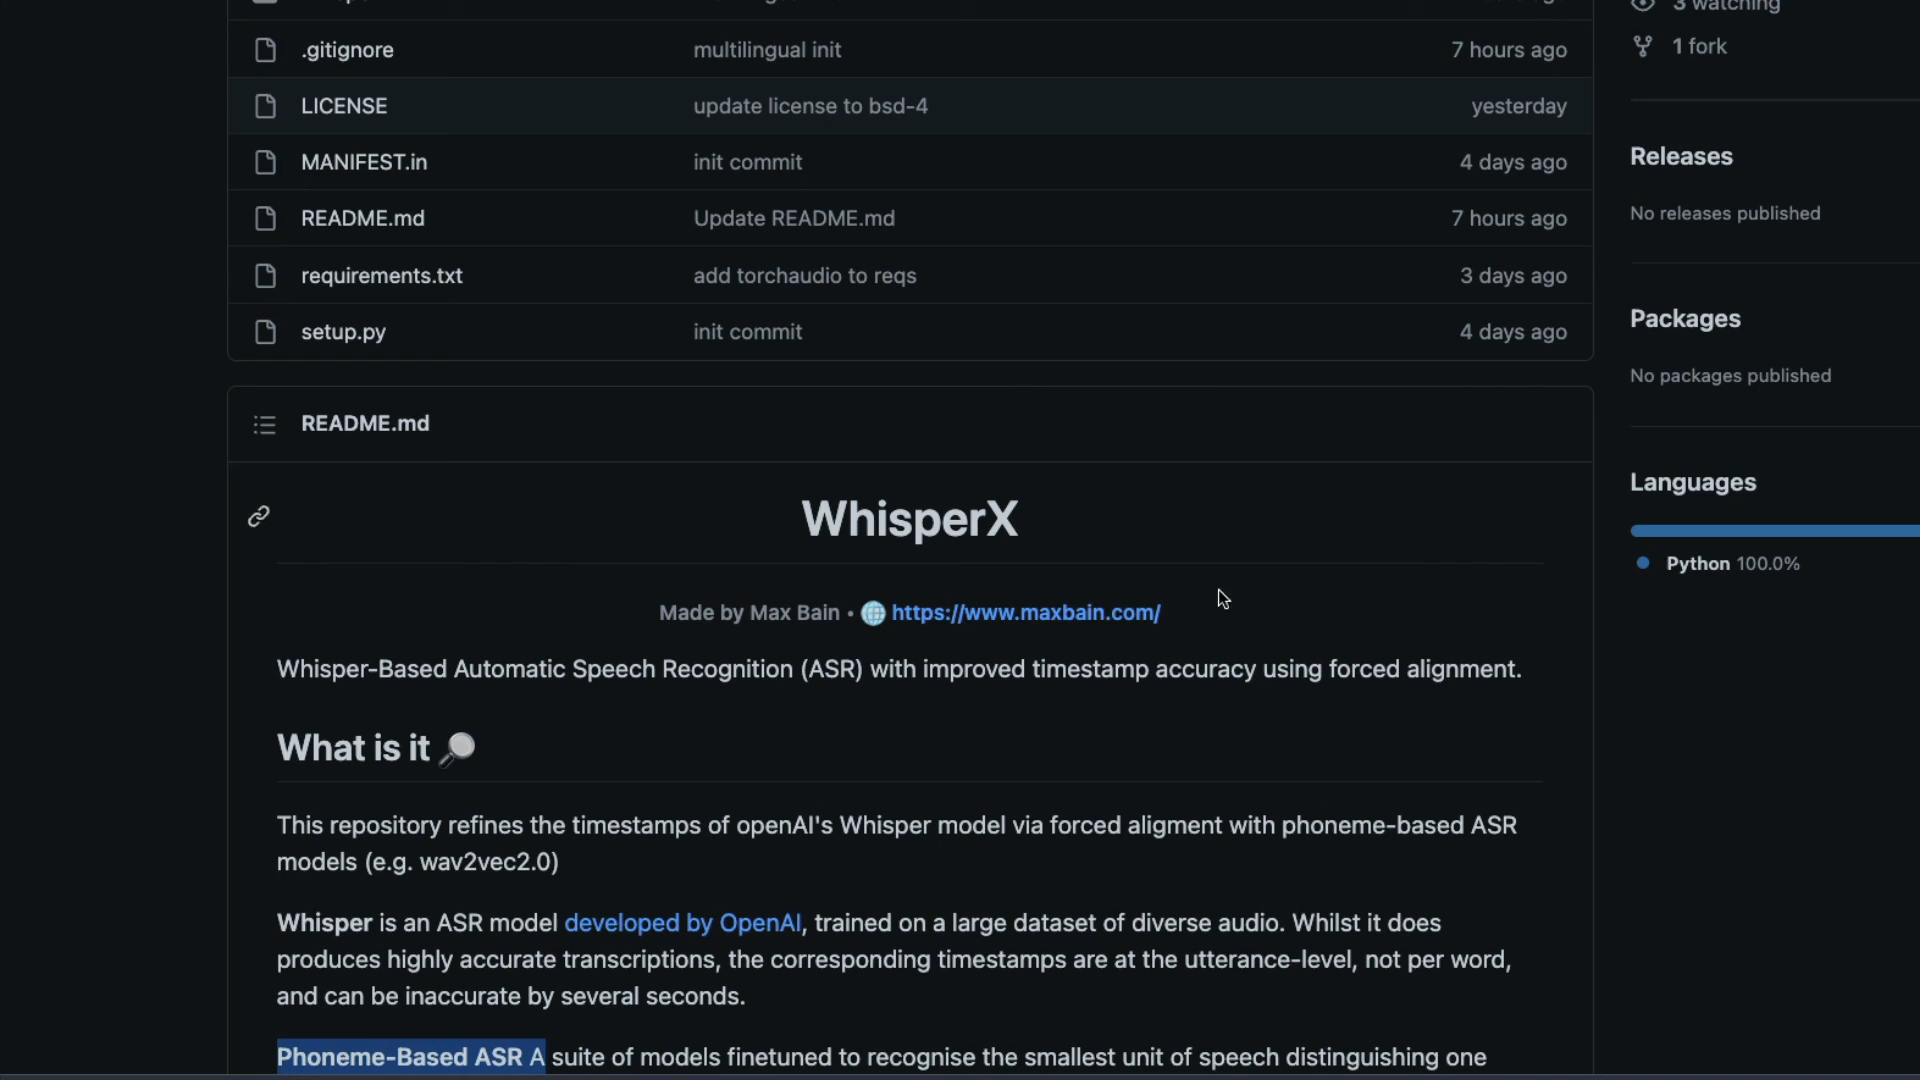 3 watching
.gitignore multilingual init 7 hours ago
1 fork
LICENSE update license to bsd-4 yesterday
MANIFEST.in init commit 4 days ago
Releases
README.md Update README.md 7 hours ago
No releases published
requirements.txt add torchaudio to reqs 3 days ago
setup.py init commit 4 days ago
Packages
No packages published
README.md
Languages
WhisperX
Python 100.0%
Made by Max Bain • https://www.maxbain.com/
Whisper-Based Automatic Speech Recognition (ASR) with improved timestamp accuracy using forced alignment.
What is it
This repository refines the timestamps of openAI's Whisper model via forced aligment with phoneme-based ASR
models (e.g. wav2vec2.0)
Whisper is an ASR model developed by OpenAI, trained on a large dataset of diverse audio. Whilst it does
produces highly accurate transcriptions, the corresponding timestamps are at the utterance-level, not per word,
and can be inaccurate by several seconds.
Phoneme-Based ASR A suite of models finetuned to recognise the smallest unit of speech distinguishing one